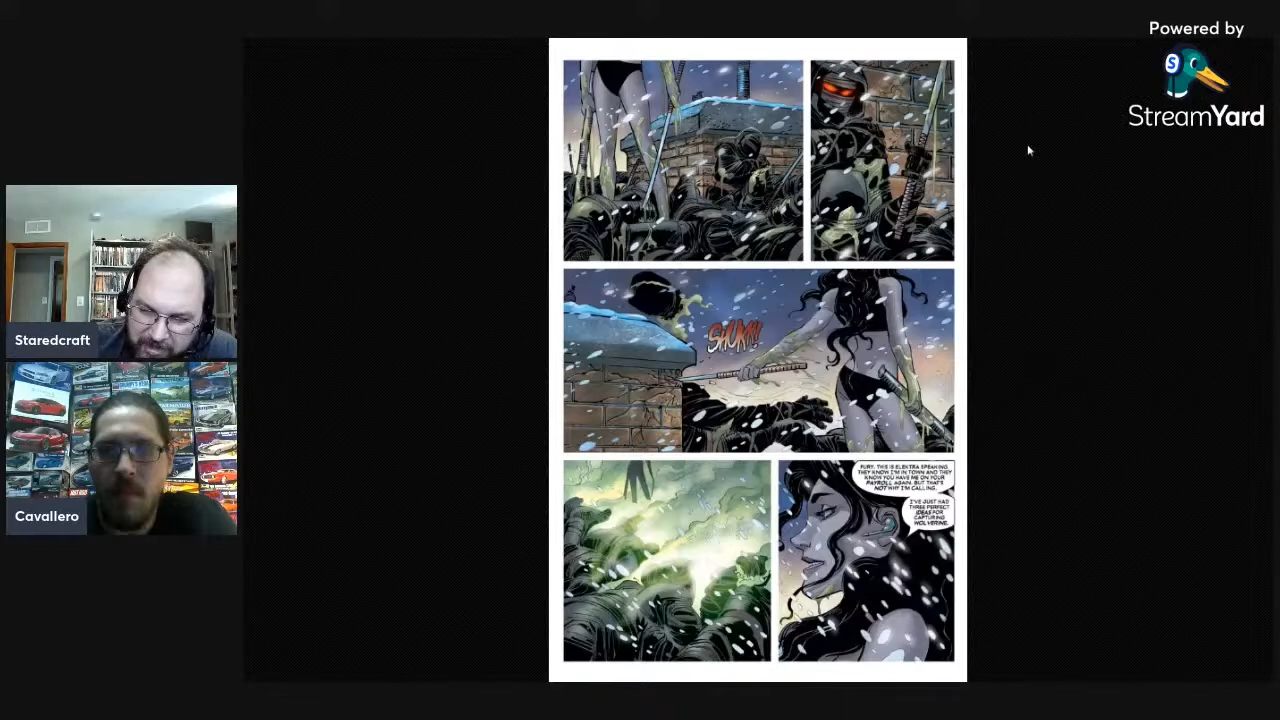 Powered by
StreamYard
Staredcraft
Cavallero
SHUKK!
FURY. THIS IS ELEKTRA SPEAKING.
THEY KNOW I'M IN TOWN AND THEY
KNOW YOU HAVE ME ON YOUR
PAYROLL AGAIN, BUT THAT'S
NOT WHY I'M CALLING.
I'VE JUST HAD
THREE PERFECT
IDEAS FOR
CAPTURING
WOLVERINE.